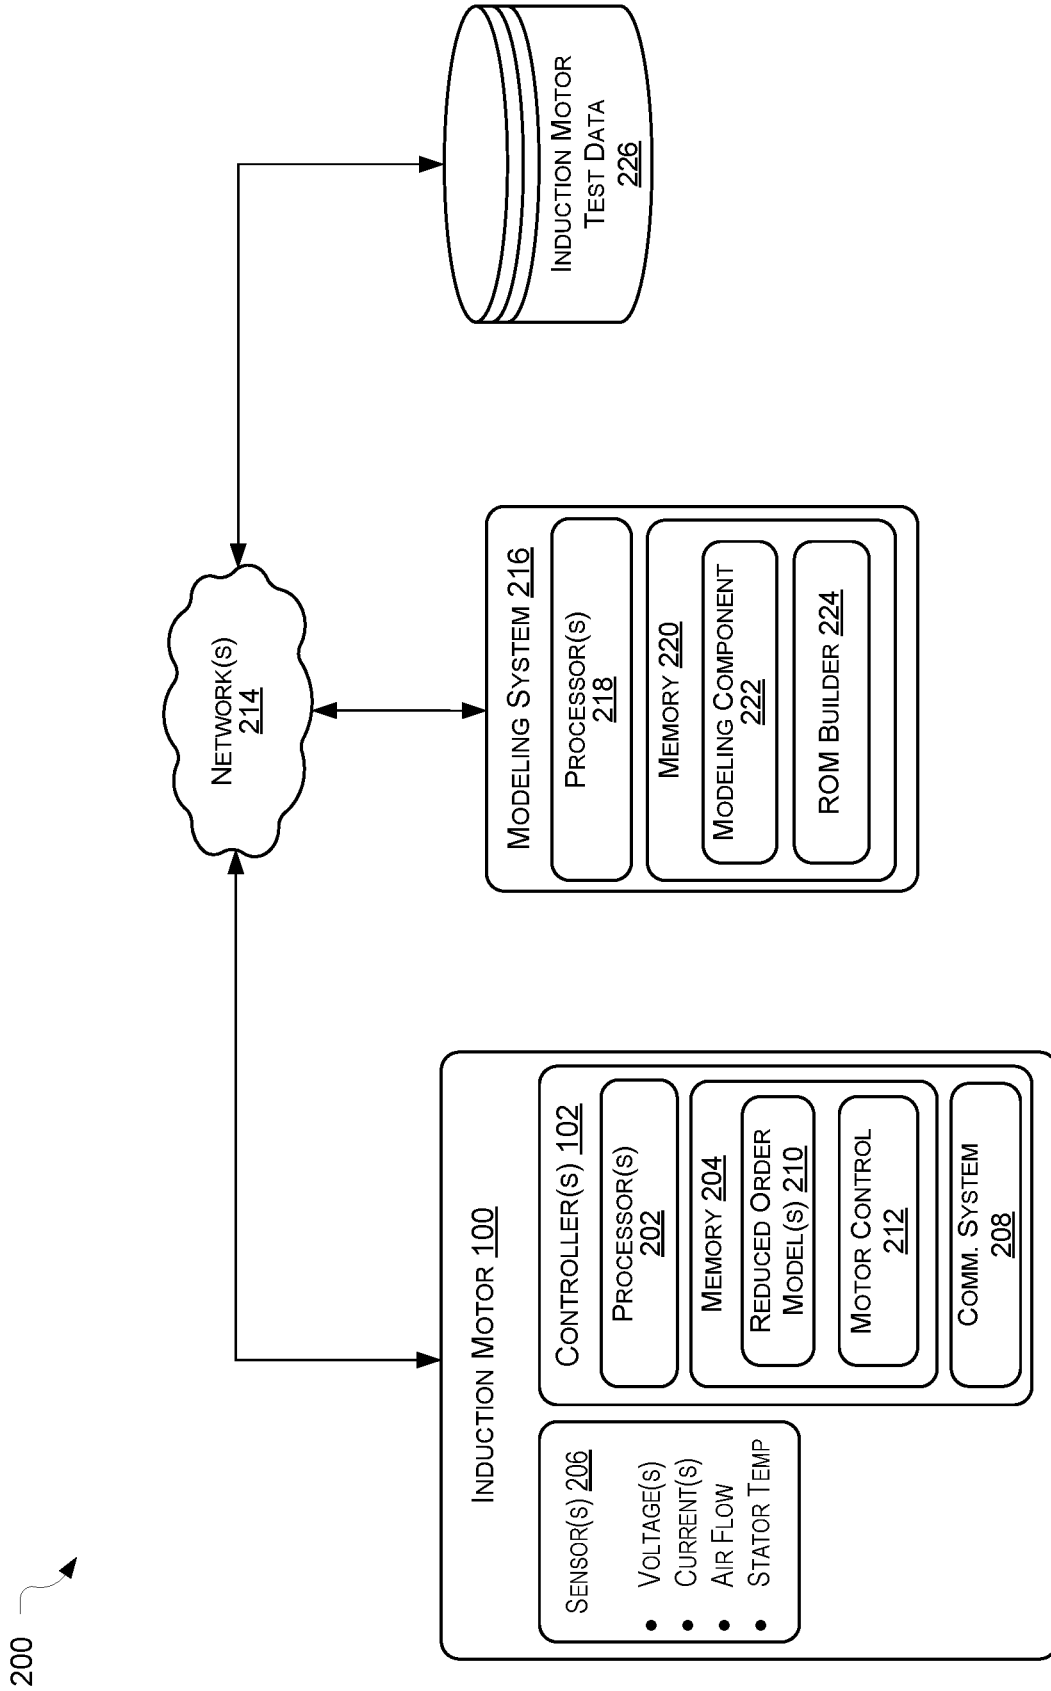 200
NETWORK(S)
214
INDUCTION MOTOR 100
SENSOR(S) 206
• VOLTAGE(S)
• CURRENT(S)
• AIR FLOW
• STATOR TEMP
CONTROLLER(S) 102
PROCESSOR(S)
202
MEMORY 204
REDUCED ORDER
MODEL(S) 210
MOTOR CONTROL
212
COMM. SYSTEM
208
MODELING SYSTEM 216
PROCESSOR(S)
218
MEMORY 220
MODELING COMPONENT
222
ROM BUILDER 224
INDUCTION MOTOR
TEST DATA
226